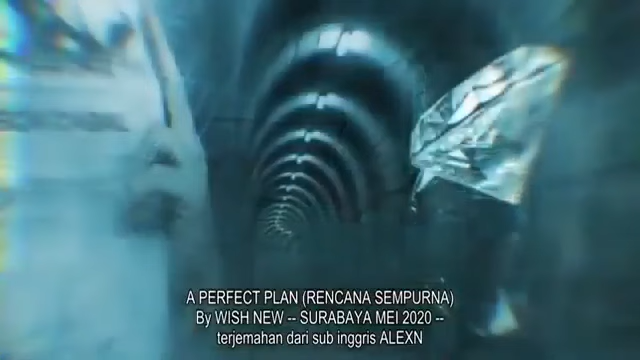 A PERFECT PLAN (RENCANA SEMPURNA)
By WISH NEW -- SURABAYA MEI 2020 --
terjemahan dari sub inggris ALEXN